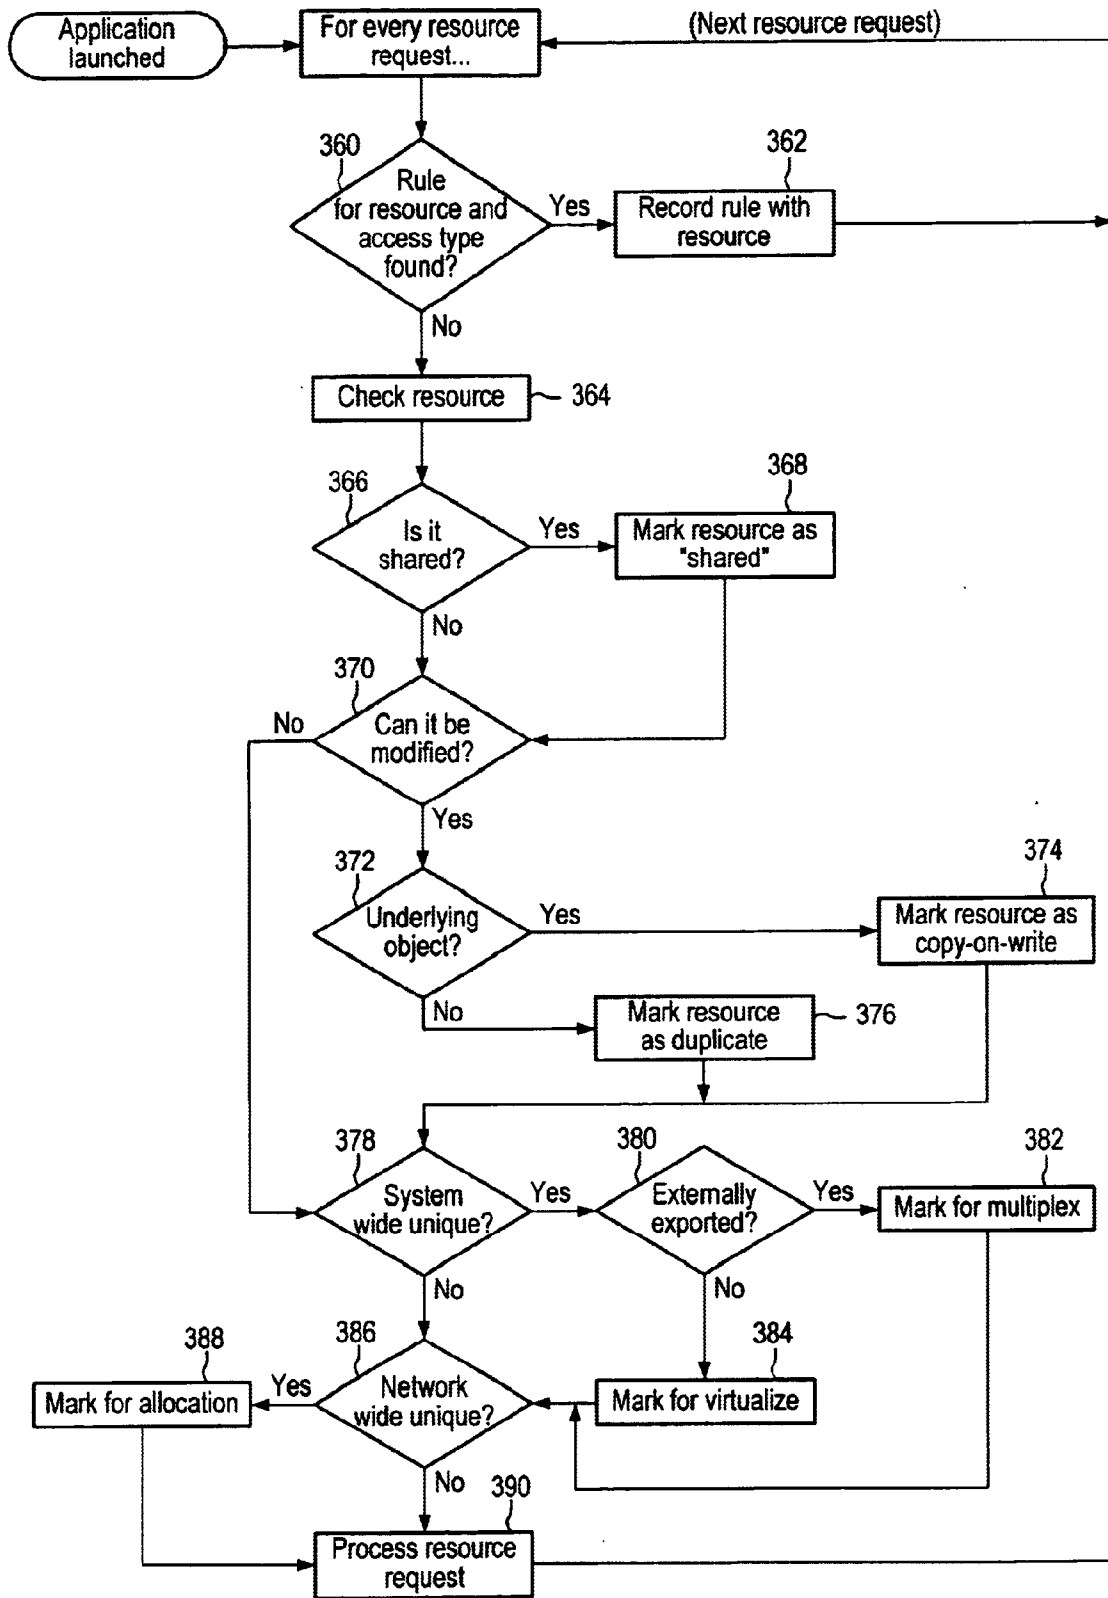 Application
launched
For every resource
request...
(Next resource request)
360
Rule
for resource and
access type
found?
Yes
362
Record rule with
resource
No
Check resource
364
366
Is it
shared?
Yes
368
Mark resource as
"shared"
No
370
No
Can it be
modified?
Yes
372
Underlying
object?
Yes
374
Mark resource as
copy-on-write
No
Mark resource
as duplicate
376
378
System
wide unique?
Yes
380
Externally
exported?
Yes
382
Mark for multiplex
No
No
384
Mark for virtualize
386
Network
wide unique?
Yes
388
Mark for allocation
No
390
Process resource
request